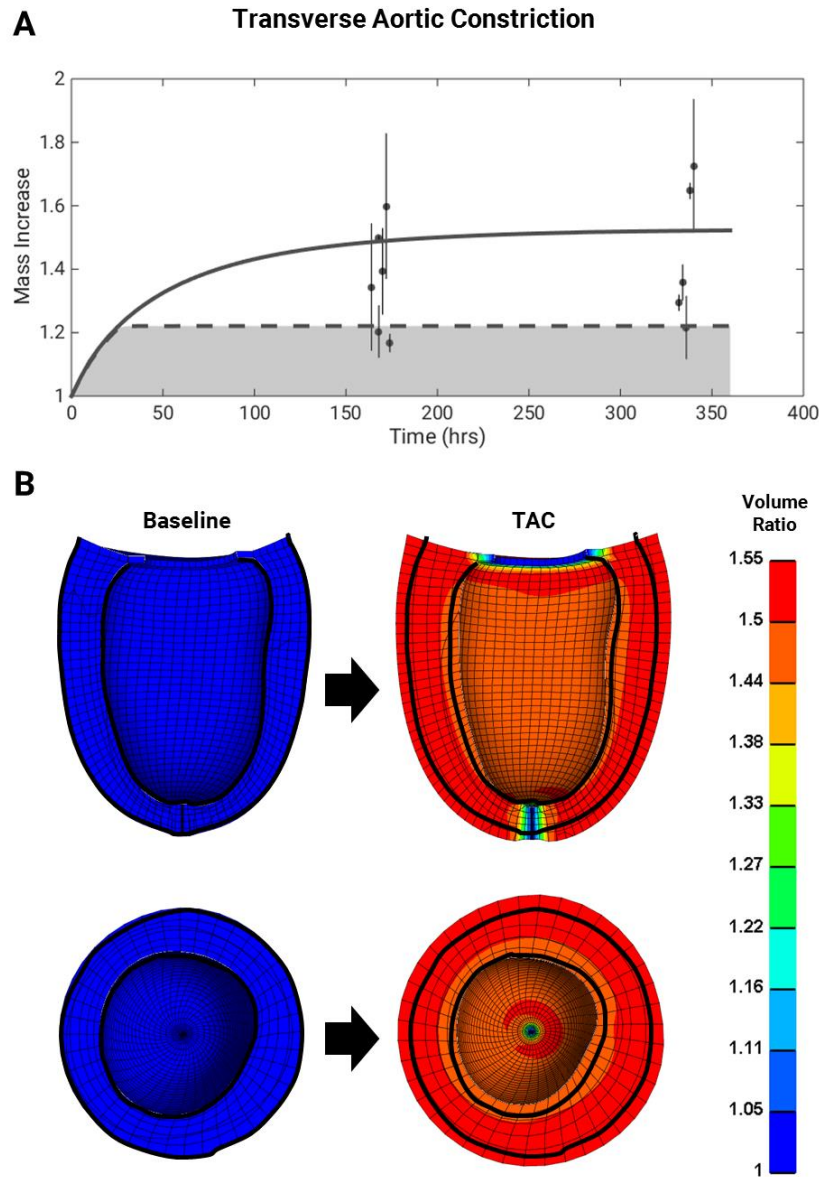 A
Transverse Aortic Constriction
2
1.8
1.6
1.4
1.2
1
Mass Increase
0
50
100
150
200
250
300
350
400
Time (hrs)
B
Baseline
TAC
Volume
Ratio
1.55
1.5
1.44
1.38
1.33
1.27
1.22
1.16
1.11
1.05
1